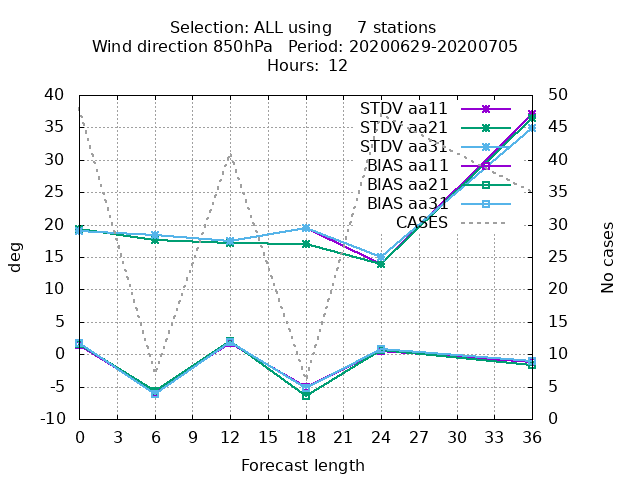 Selection: ALL using     7 stations
Wind direction 850hPa   Period: 20200629-20200705
Hours: 12
40 50
STDV aa11
35 STDV aa21 45
STDV aa31
30 BIAS aa11 40
25 BIAS aa21 35
BIAS aa31
20 CASES 30
15 25
10 20
5 15
0 10
-5 5
-10 0
deg
No cases
0 3 6 9 12 15 18 21 24 27 30 33 36
Forecast length